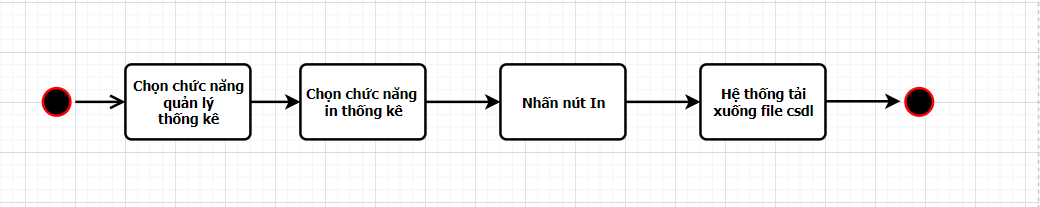 Chọn chức năng
quản lý
thống kê
Chọn chức năng
in thống kê
Nhấn nút In
Hệ thống tải
xuống file csdl